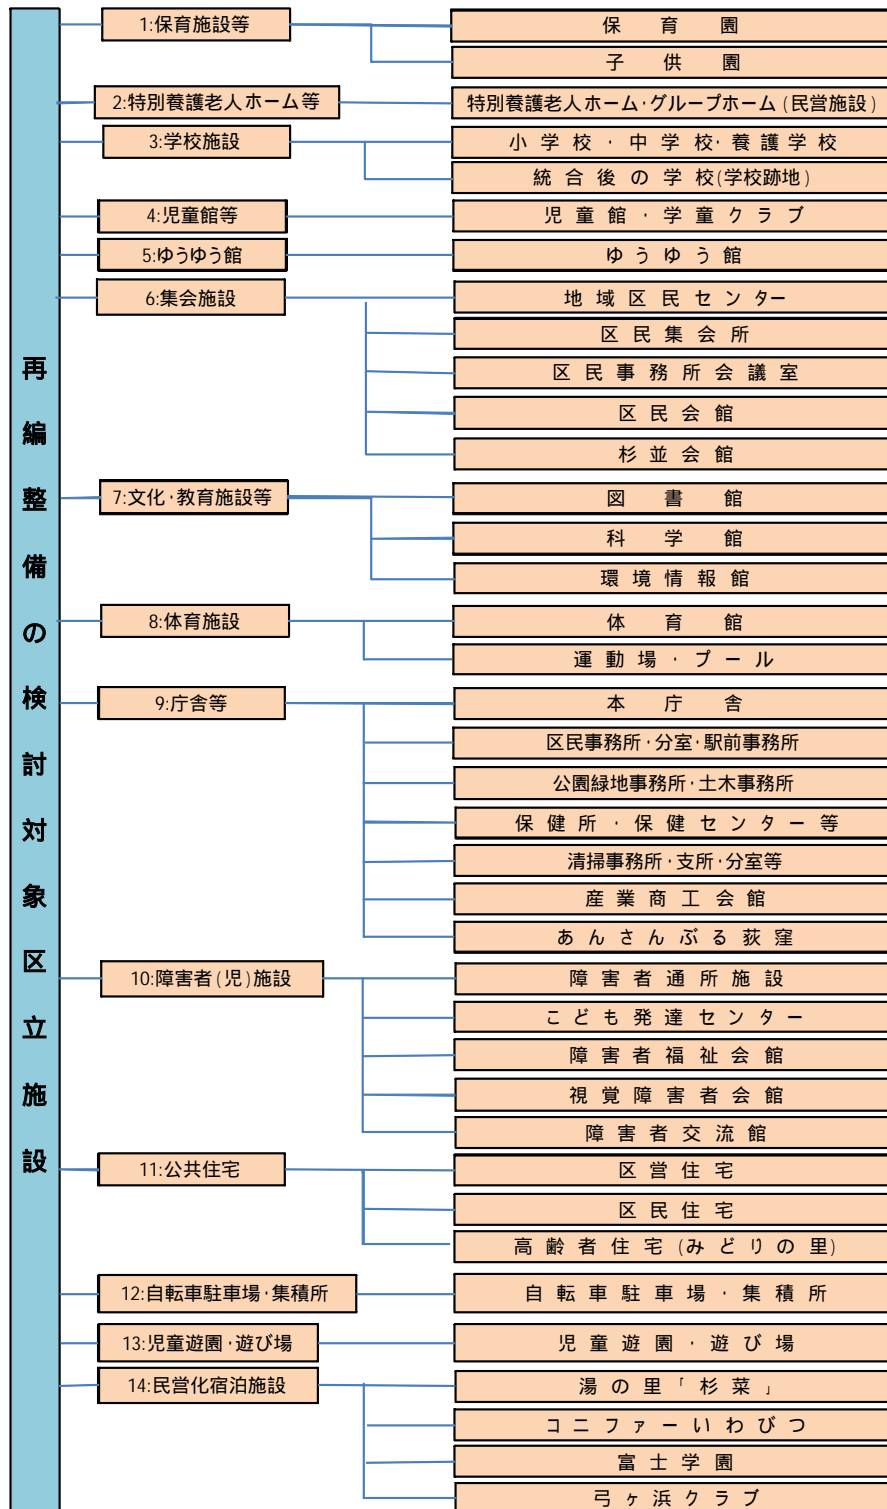 再編整備の検討対象区立施設
1:保育施設等
保育園
子供園
2:特別養護老人ホーム等
特別養護老人ホーム・グループホーム(民営施設)
3:学校施設
小学校・中学校・養護学校
統合後の学校(学校跡地)
4:児童館等
児童館・学童クラブ
5:ゆうゆう館
ゆうゆう館
6:集会施設
地域区民センター
区民集会所
区民事務所会議室
区民会館
杉並会館
7:文化・教育施設等
図書館
科学館
環境情報館
8:体育施設
体育館
運動場・プール
9:庁舎等
本庁舎
区民事務所・分室・駅前事務所
公園緑地事務所・土木事務所
保健所・保健センター等
清掃事務所・支所・分室等
産業商工会館
あんさんぶる荻窪
10:障害者(児)施設
障害者通所施設
こども発達センター
障害者福祉会館
視覚障害者会館
障害者交流館
11:公共住宅
区営住宅
区民住宅
高齢者住宅(みどりの里)
12:自転車駐車場・集積所
自転車駐車場・集積所
13:児童遊園・遊び場
児童遊園・遊び場
14:民営化宿泊施設
湯の里「杉菜」
コニファーいわびつ
富士学園
弓ヶ浜クラブ